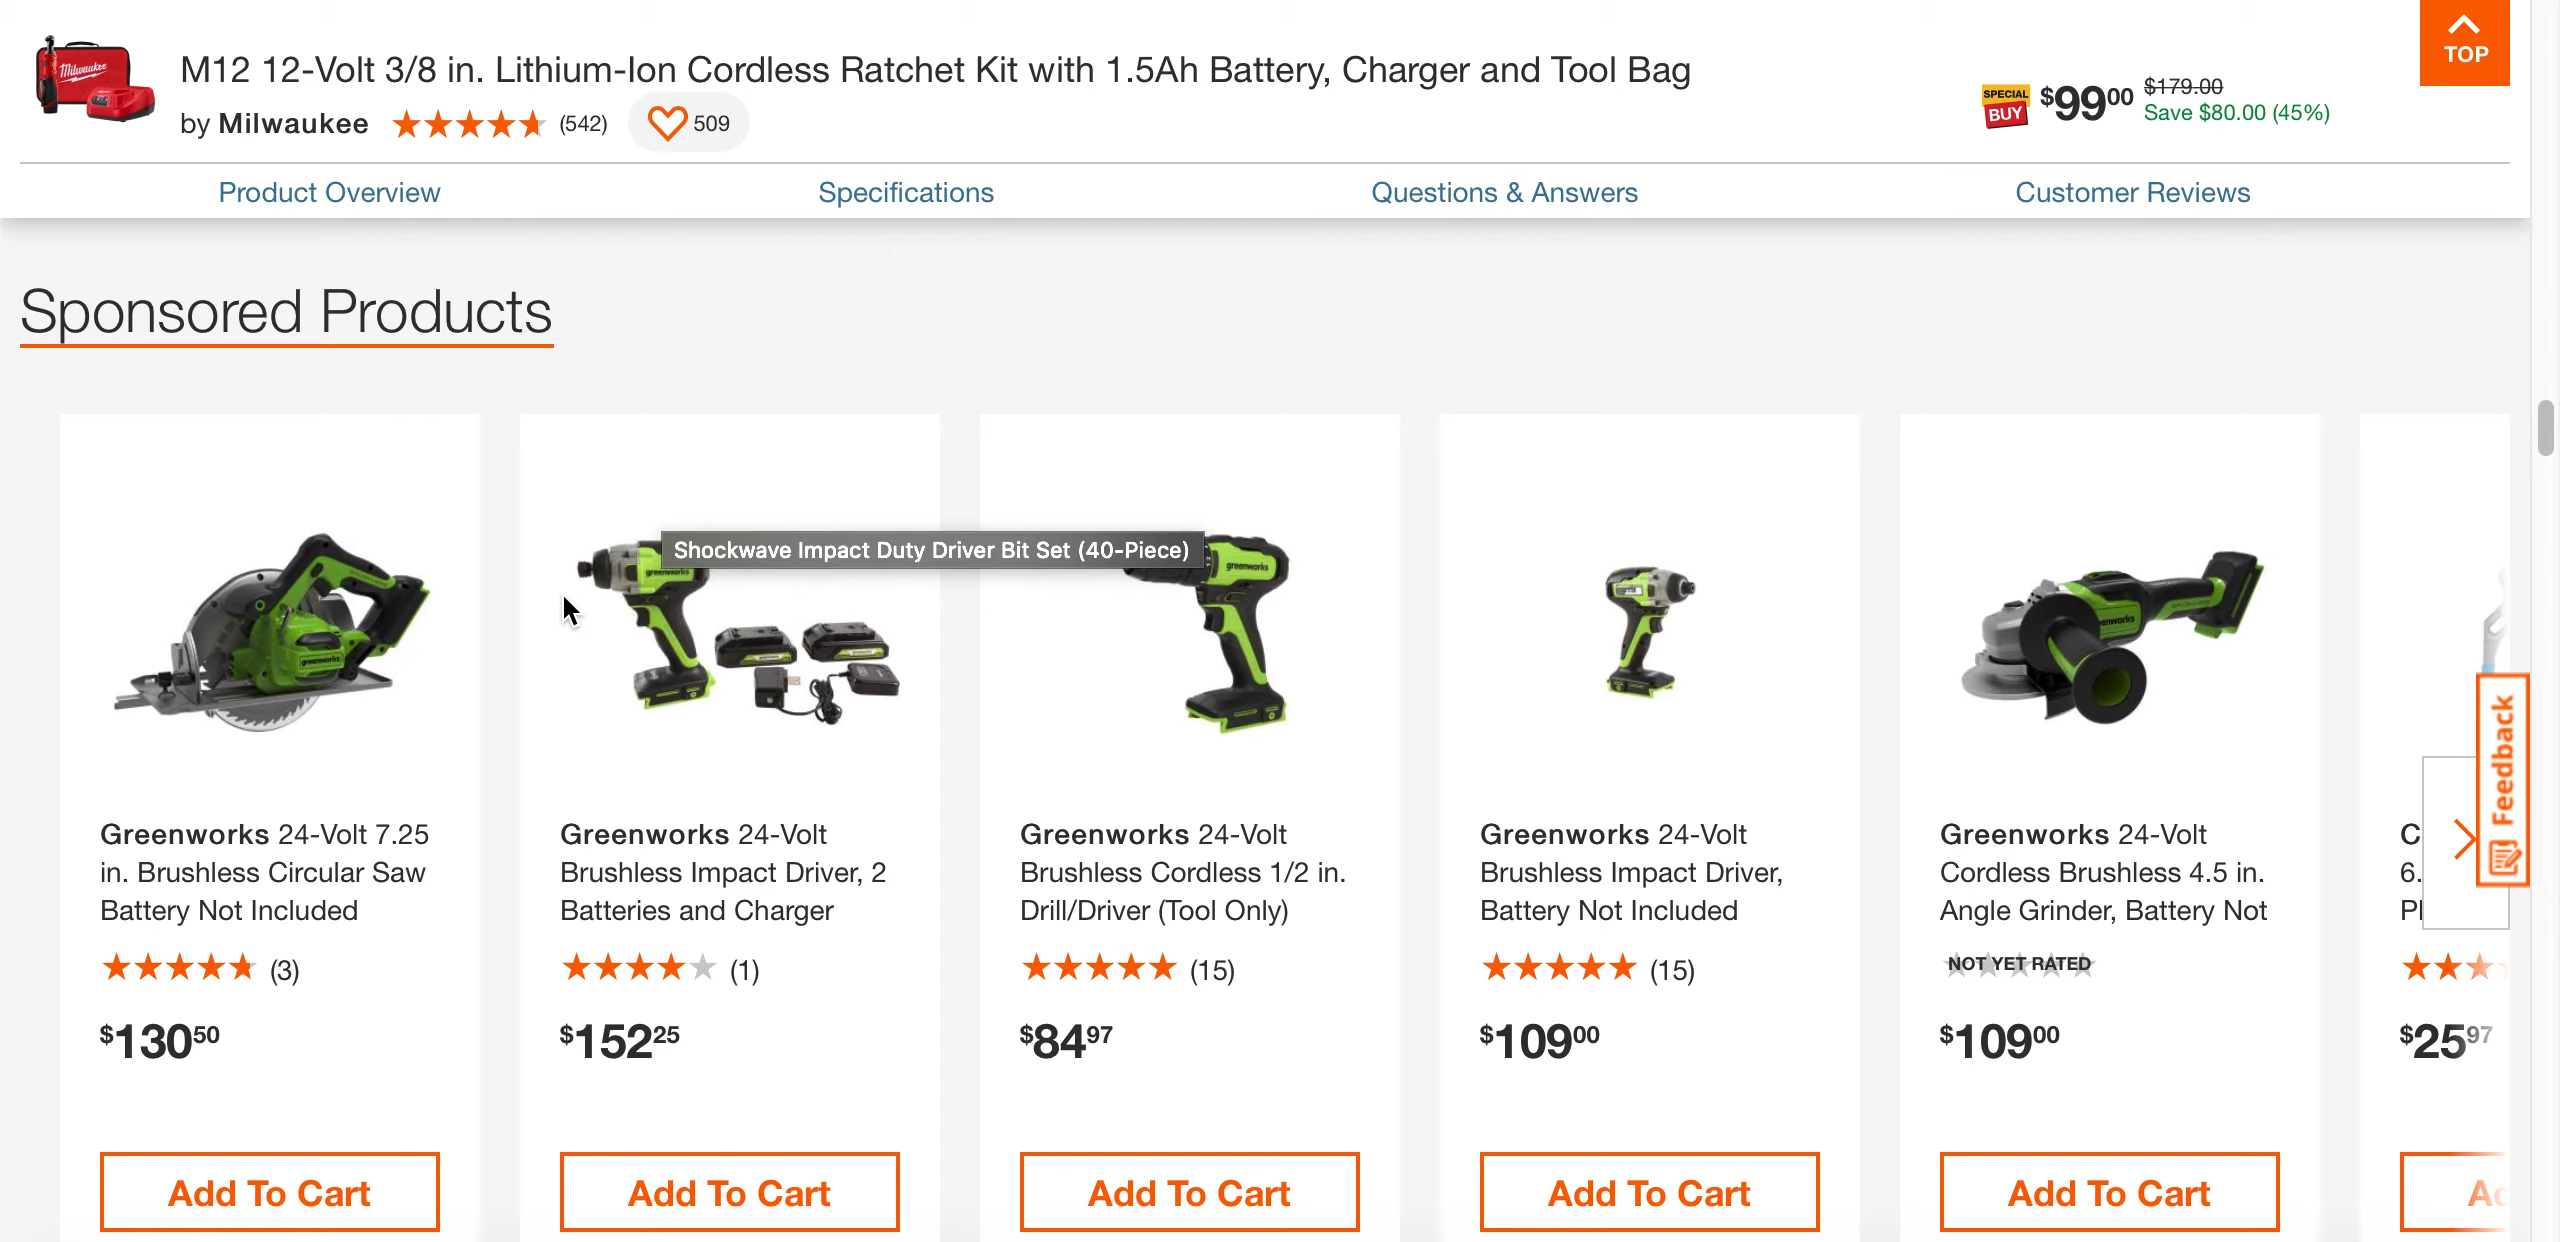 M12 12-Volt 3/8 in. Lithium-Ion Cordless Ratchet Kit with 1.5Ah Battery, Charger and Tool Bag
by Milwaukee (542) 509
Milwaukee
SPECIAL
BUY
$9900
$179.00
Save $80.00 (45%)
TOP
Product Overview
Specifications
Questions & Answers
Customer Reviews
Sponsored Products
Shockwave Impact Duty Driver Bit Set (40-Piece)
greenworks
greenworks
greenworks
Greenworks 24-Volt 7.25
in. Brushless Circular Saw
Battery Not Included
(3)
$13050
Add To Cart
Greenworks 24-Volt
Brushless Impact Driver, 2
Batteries and Charger
(1)
$15225
Add To Cart
Greenworks 24-Volt
Brushless Cordless 1/2 in.
Drill/Driver (Tool Only)
(15)
$8497
Add To Cart
Greenworks 24-Volt
Brushless Impact Driver,
Battery Not Included
(15)
$10900
Add To Cart
Greenworks 24-Volt
Cordless Brushless 4.5 in.
Angle Grinder, Battery Not
NOT YET RATED
$10900
Add To Cart
C
6.
Pl
$2597
Feedback